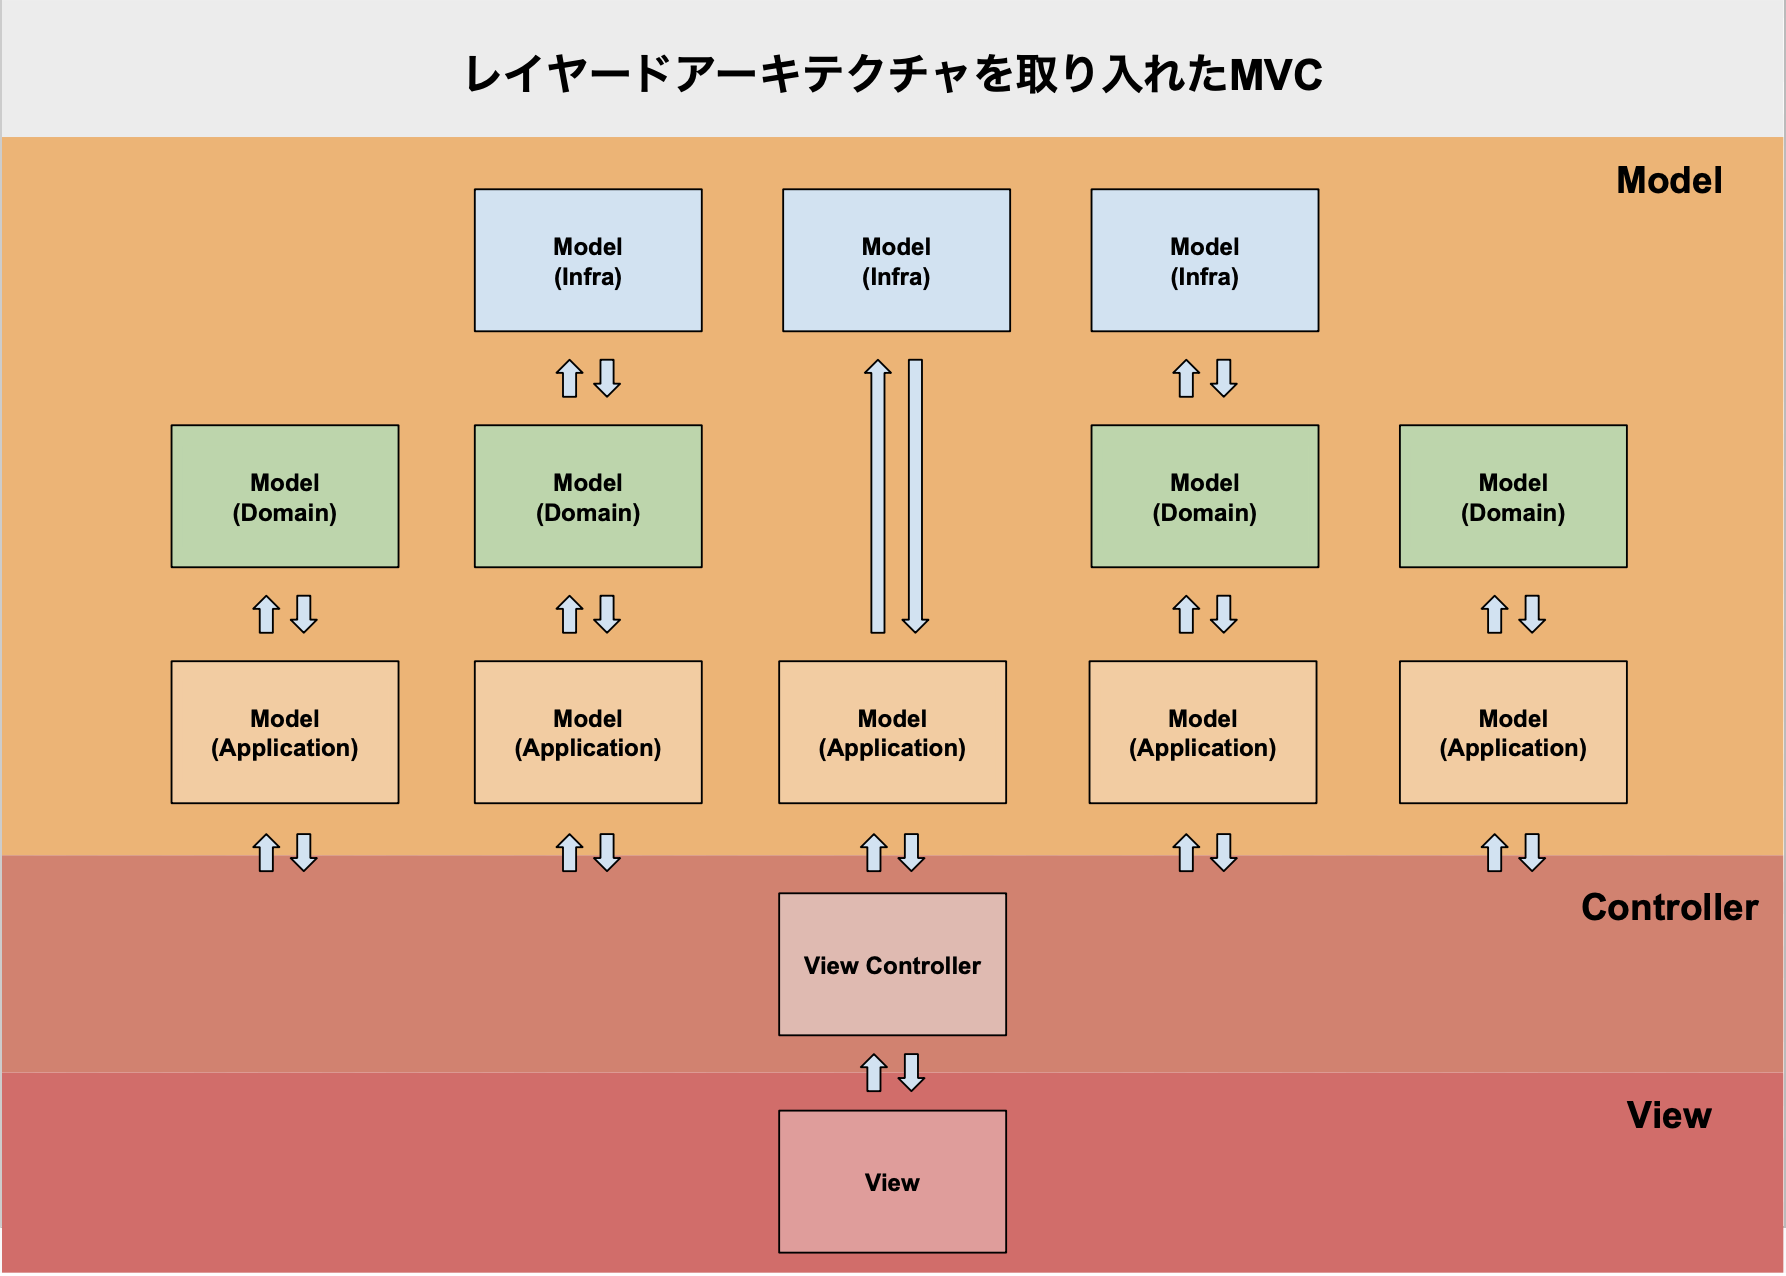 レイヤードアーキテクチャを取り入れたMVC
Model
Model
(Infra)
Model
(Infra)
Model
(Infra)
Model
(Domain)
Model
(Domain)
Model
(Domain)
Model
(Domain)
Model
(Application)
Model
(Application)
Model
(Application)
Model
(Application)
Model
(Application)
Controller
View Controller
View
View